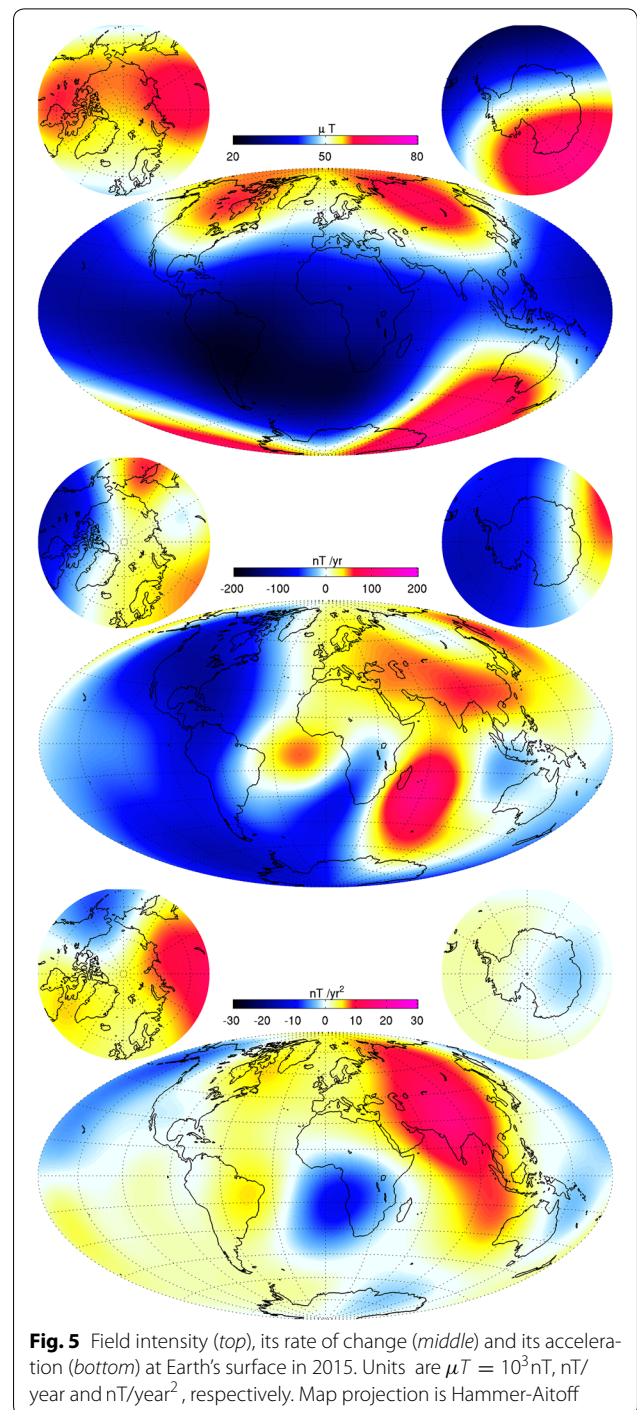 μ T
20 50 80
nT /yr
-200 -100 0 100 200
nT /yr²
-30 -20 -10 0 10 20 30
Fig. 5 Field intensity (top), its rate of change (middle) and its accelera-
tion (bottom) at Earth's surface in 2015. Units are μT = 10³nT, nT/
year and nT/year², respectively. Map projection is Hammer-Aitoff